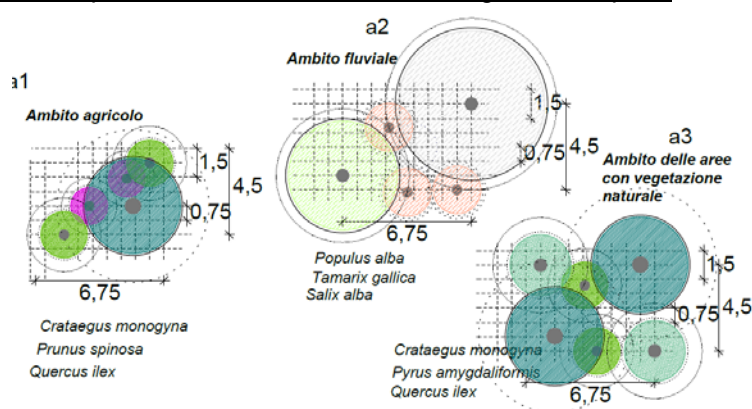 a1
Ambito agricolo
1,5
4,5
0,75
6,75
Crataegus monogyna
Prunus spinosa
Quercus ilex
a2
Ambito fluviale
1,5
4,5
0,75
6,75
Populus alba
Tamarix gallica
Salix alba
a3
Ambito delle aree
con vegetazione
naturale
1,5
4,5
0,75
6,75
Crataegus monogyna
Pyrus amygdaliformis
Quercus ilex